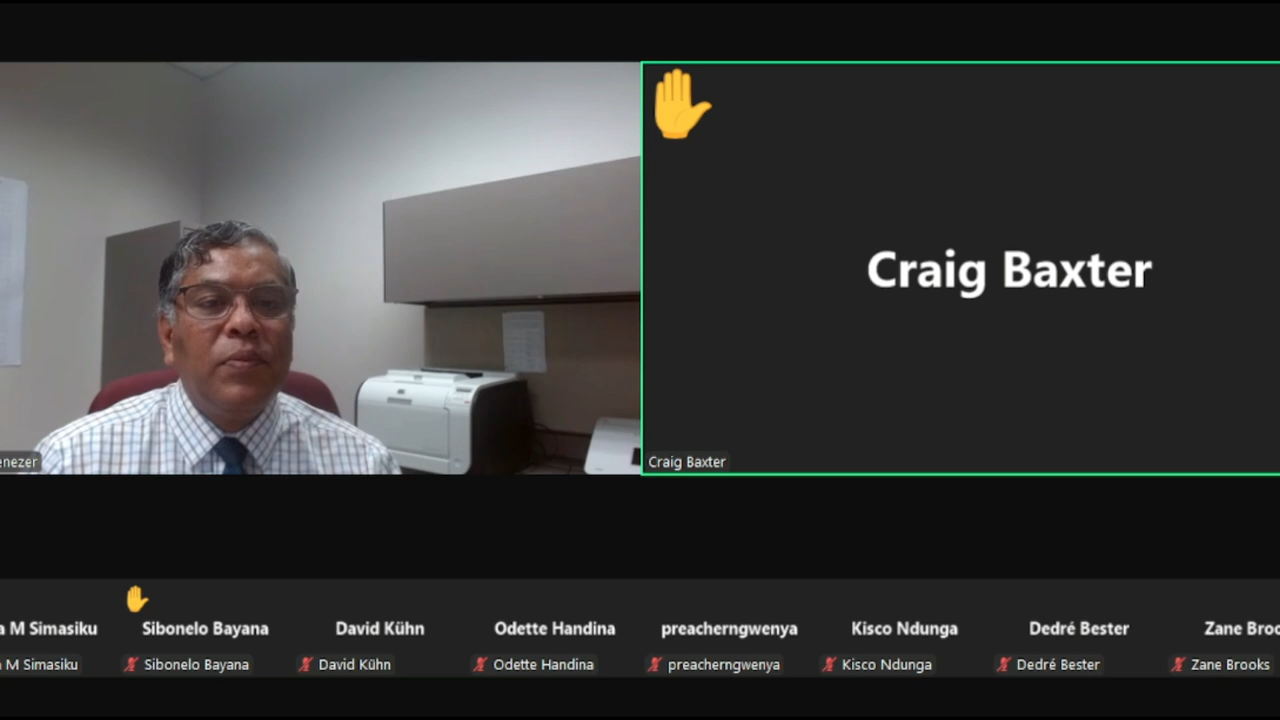 Craig Baxter
enezer
Craig Baxter
a M Simasiku
Sibonelo Bayana
David Kühn
Odette Handina
preacherngwenya
Kisco Ndunga
Dedré Bester
Zane Broo
M Simasiku
Sibonelo Bayana
David Kühn
Odette Handina
preacherngwenya
Kisco Ndunga
Dedré Bester
Zane Brooks